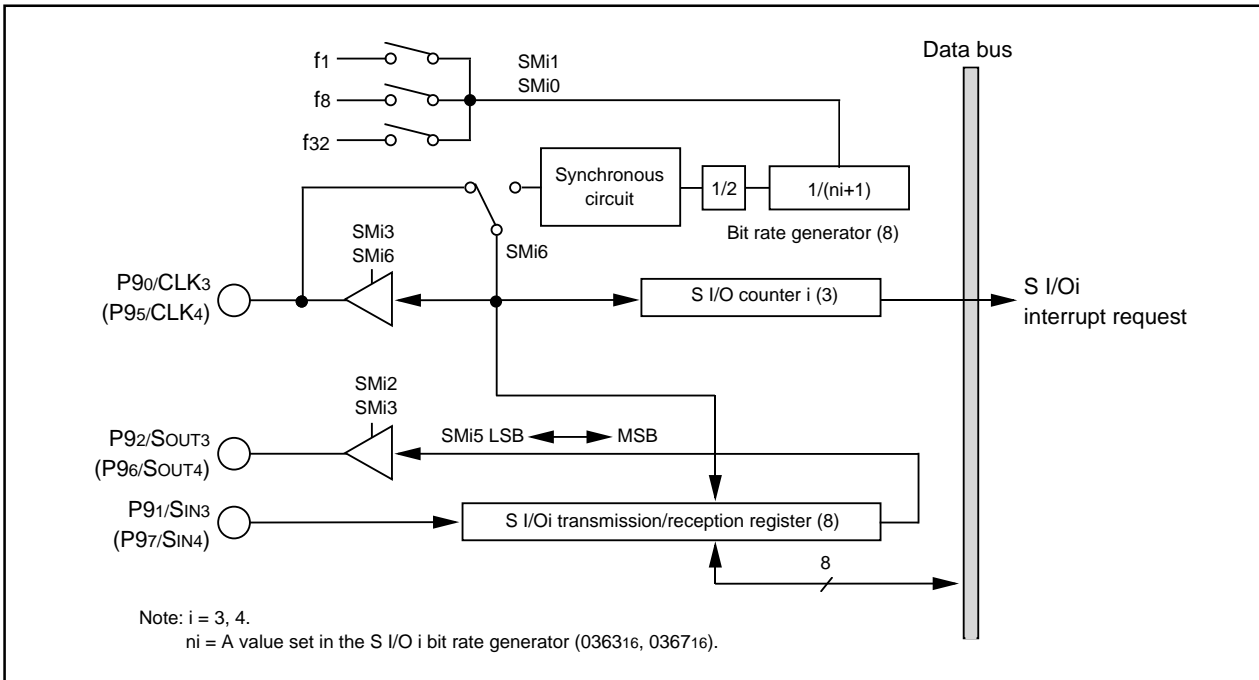 Data bus
f1
SMi1
SMi0
f8
f32
Synchronous
circuit
1/2
1/(ni+1)
Bit rate generator (8)
SMi6
SMi3
SMi6
P90/CLK3
(P95/CLK4)
S I/O counter i (3)
S I/Oi
interrupt request
SMi2
SMi3
SMi5 LSB
MSB
P92/SOUT3
(P96/SOUT4)
P91/SIN3
(P97/SIN4)
S I/Oi transmission/reception register (8)
8
Note: i = 3, 4.
ni = A value set in the S I/O i bit rate generator (036316, 036716).